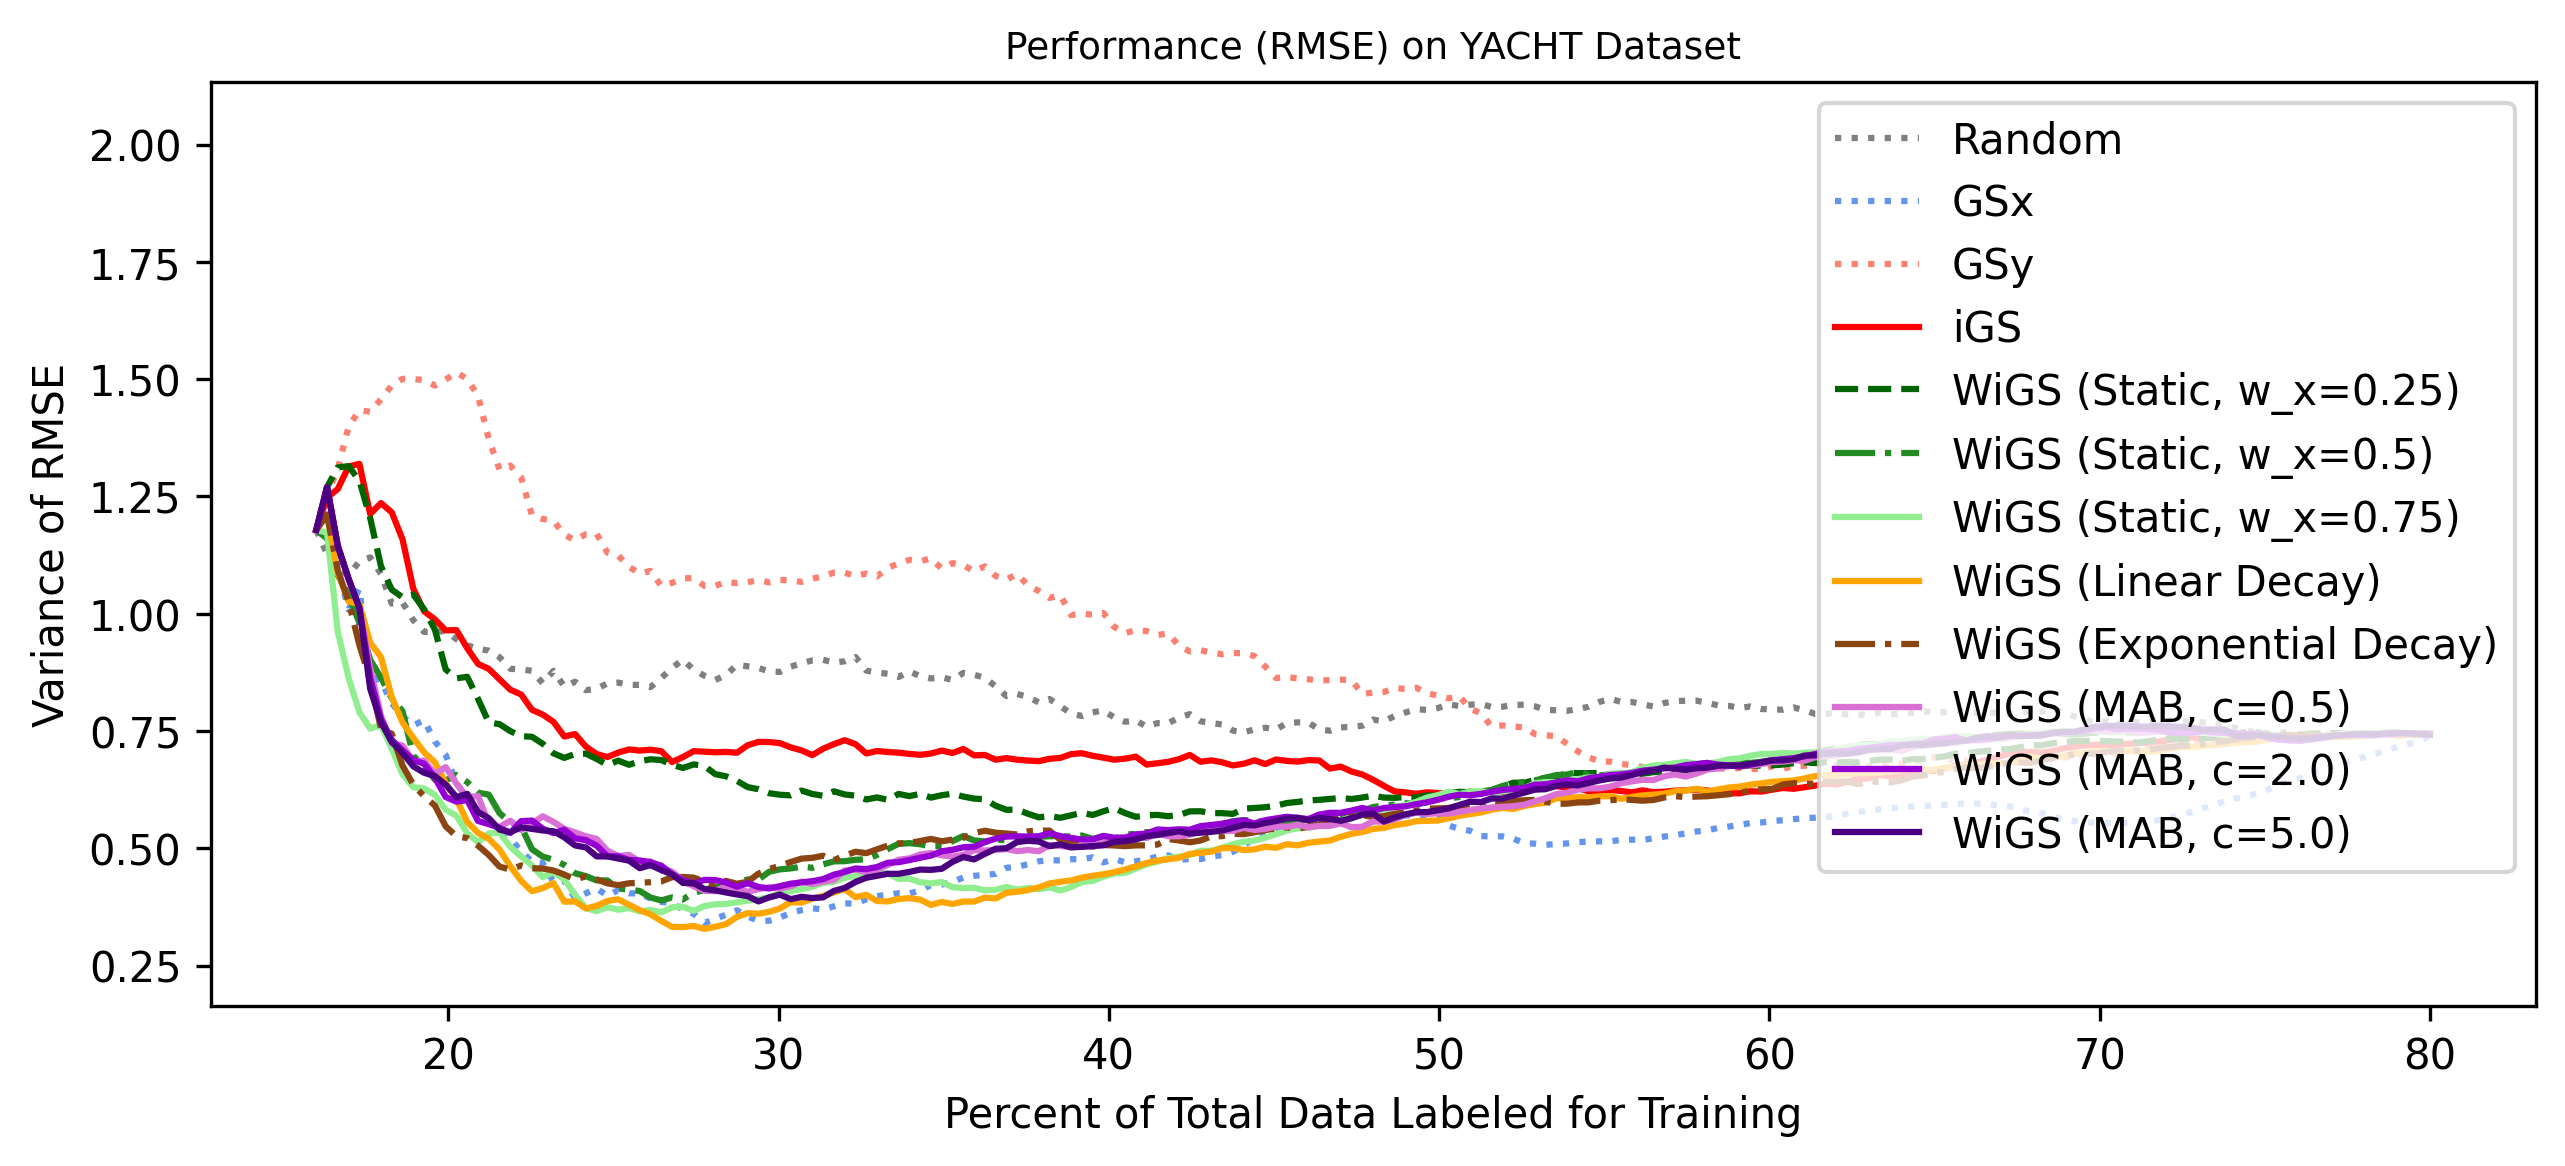 Performance (RMSE) on YACHT Dataset
Variance of RMSE
2.00
1.75
1.50
1.25
1.00
0.75
0.50
0.25
Random
GSx
GSy
iGS
WiGS (Static, w_x=0.25)
WiGS (Static, w_x=0.5)
WiGS (Static, w_x=0.75)
WiGS (Linear Decay)
WiGS (Exponential Decay)
WiGS (MAB, c=0.5)
WiGS (MAB, c=2.0)
WiGS (MAB, c=5.0)
20 30 40 50 60 70 80
Percent of Total Data Labeled for Training